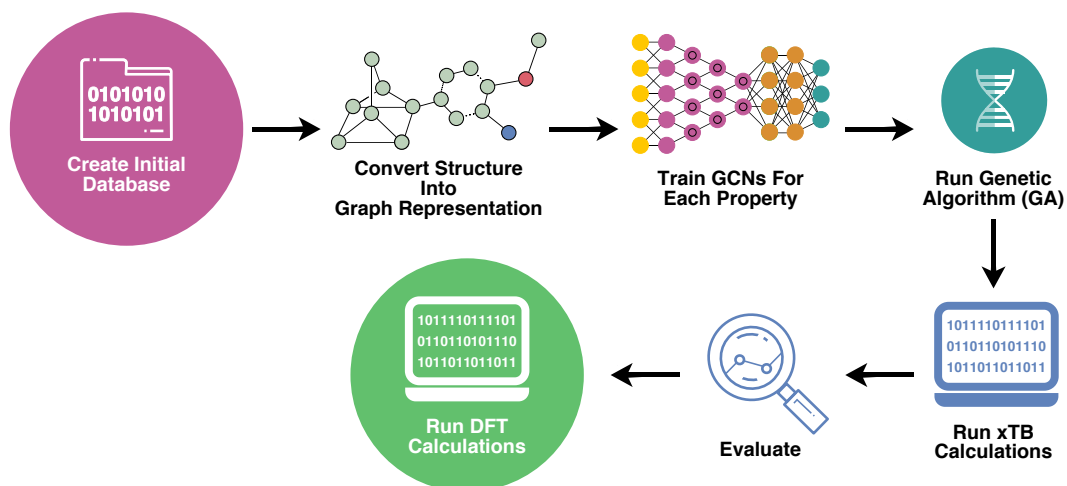 0101010
1010101
Create Initial
Database
Convert Structure
Into
Graph Representation
Train GCNs For
Each Property
Run Genetic
Algorithm (GA)
1011110111101
0110110101110
1011011011011
Run xTB
Calculations
Evaluate
1011110111101
0110110101110
1011011011011
Run DFT
Calculations